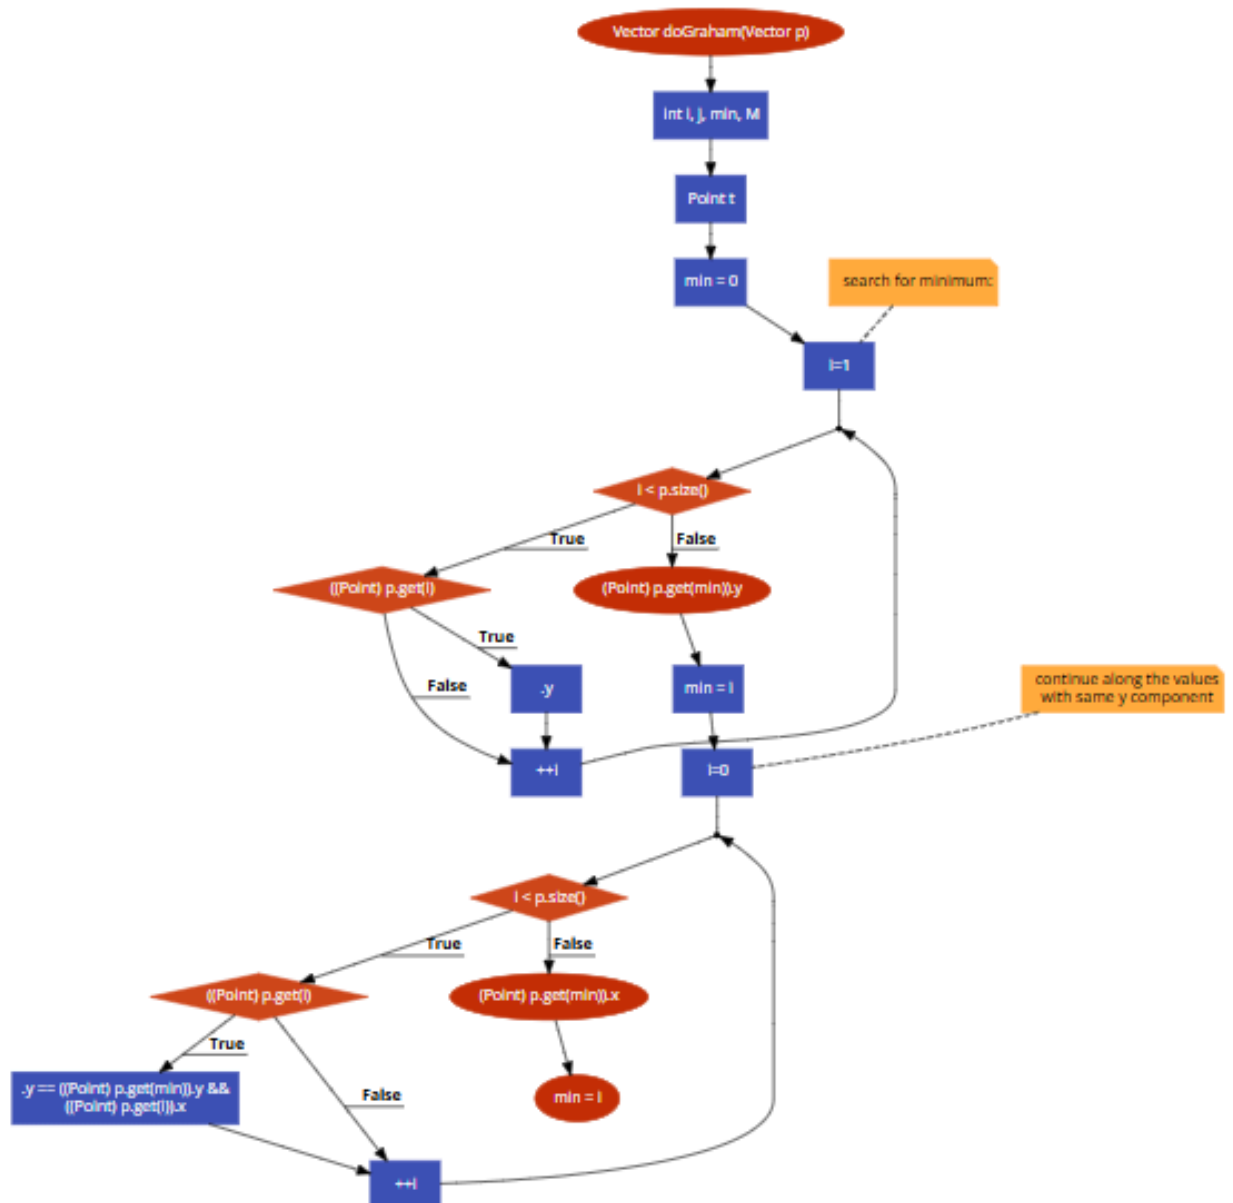 Vector doGraham(Vector p)
int i, j, min, M
Point t
min = 0
search for minimum:
i=1
i < p.size()
True
False
((Point) p.get(i)
(Point) p.get(min)).y
True
False
.y
min = i
continue along the values
with same y component
++i
i=0
i < p.size()
True
False
((Point) p.get(i)
(Point) p.get(min)).x
True
False
.y == ((Point) p.get(min)).y &&
((Point) p.get(i)).x
min = i
++i